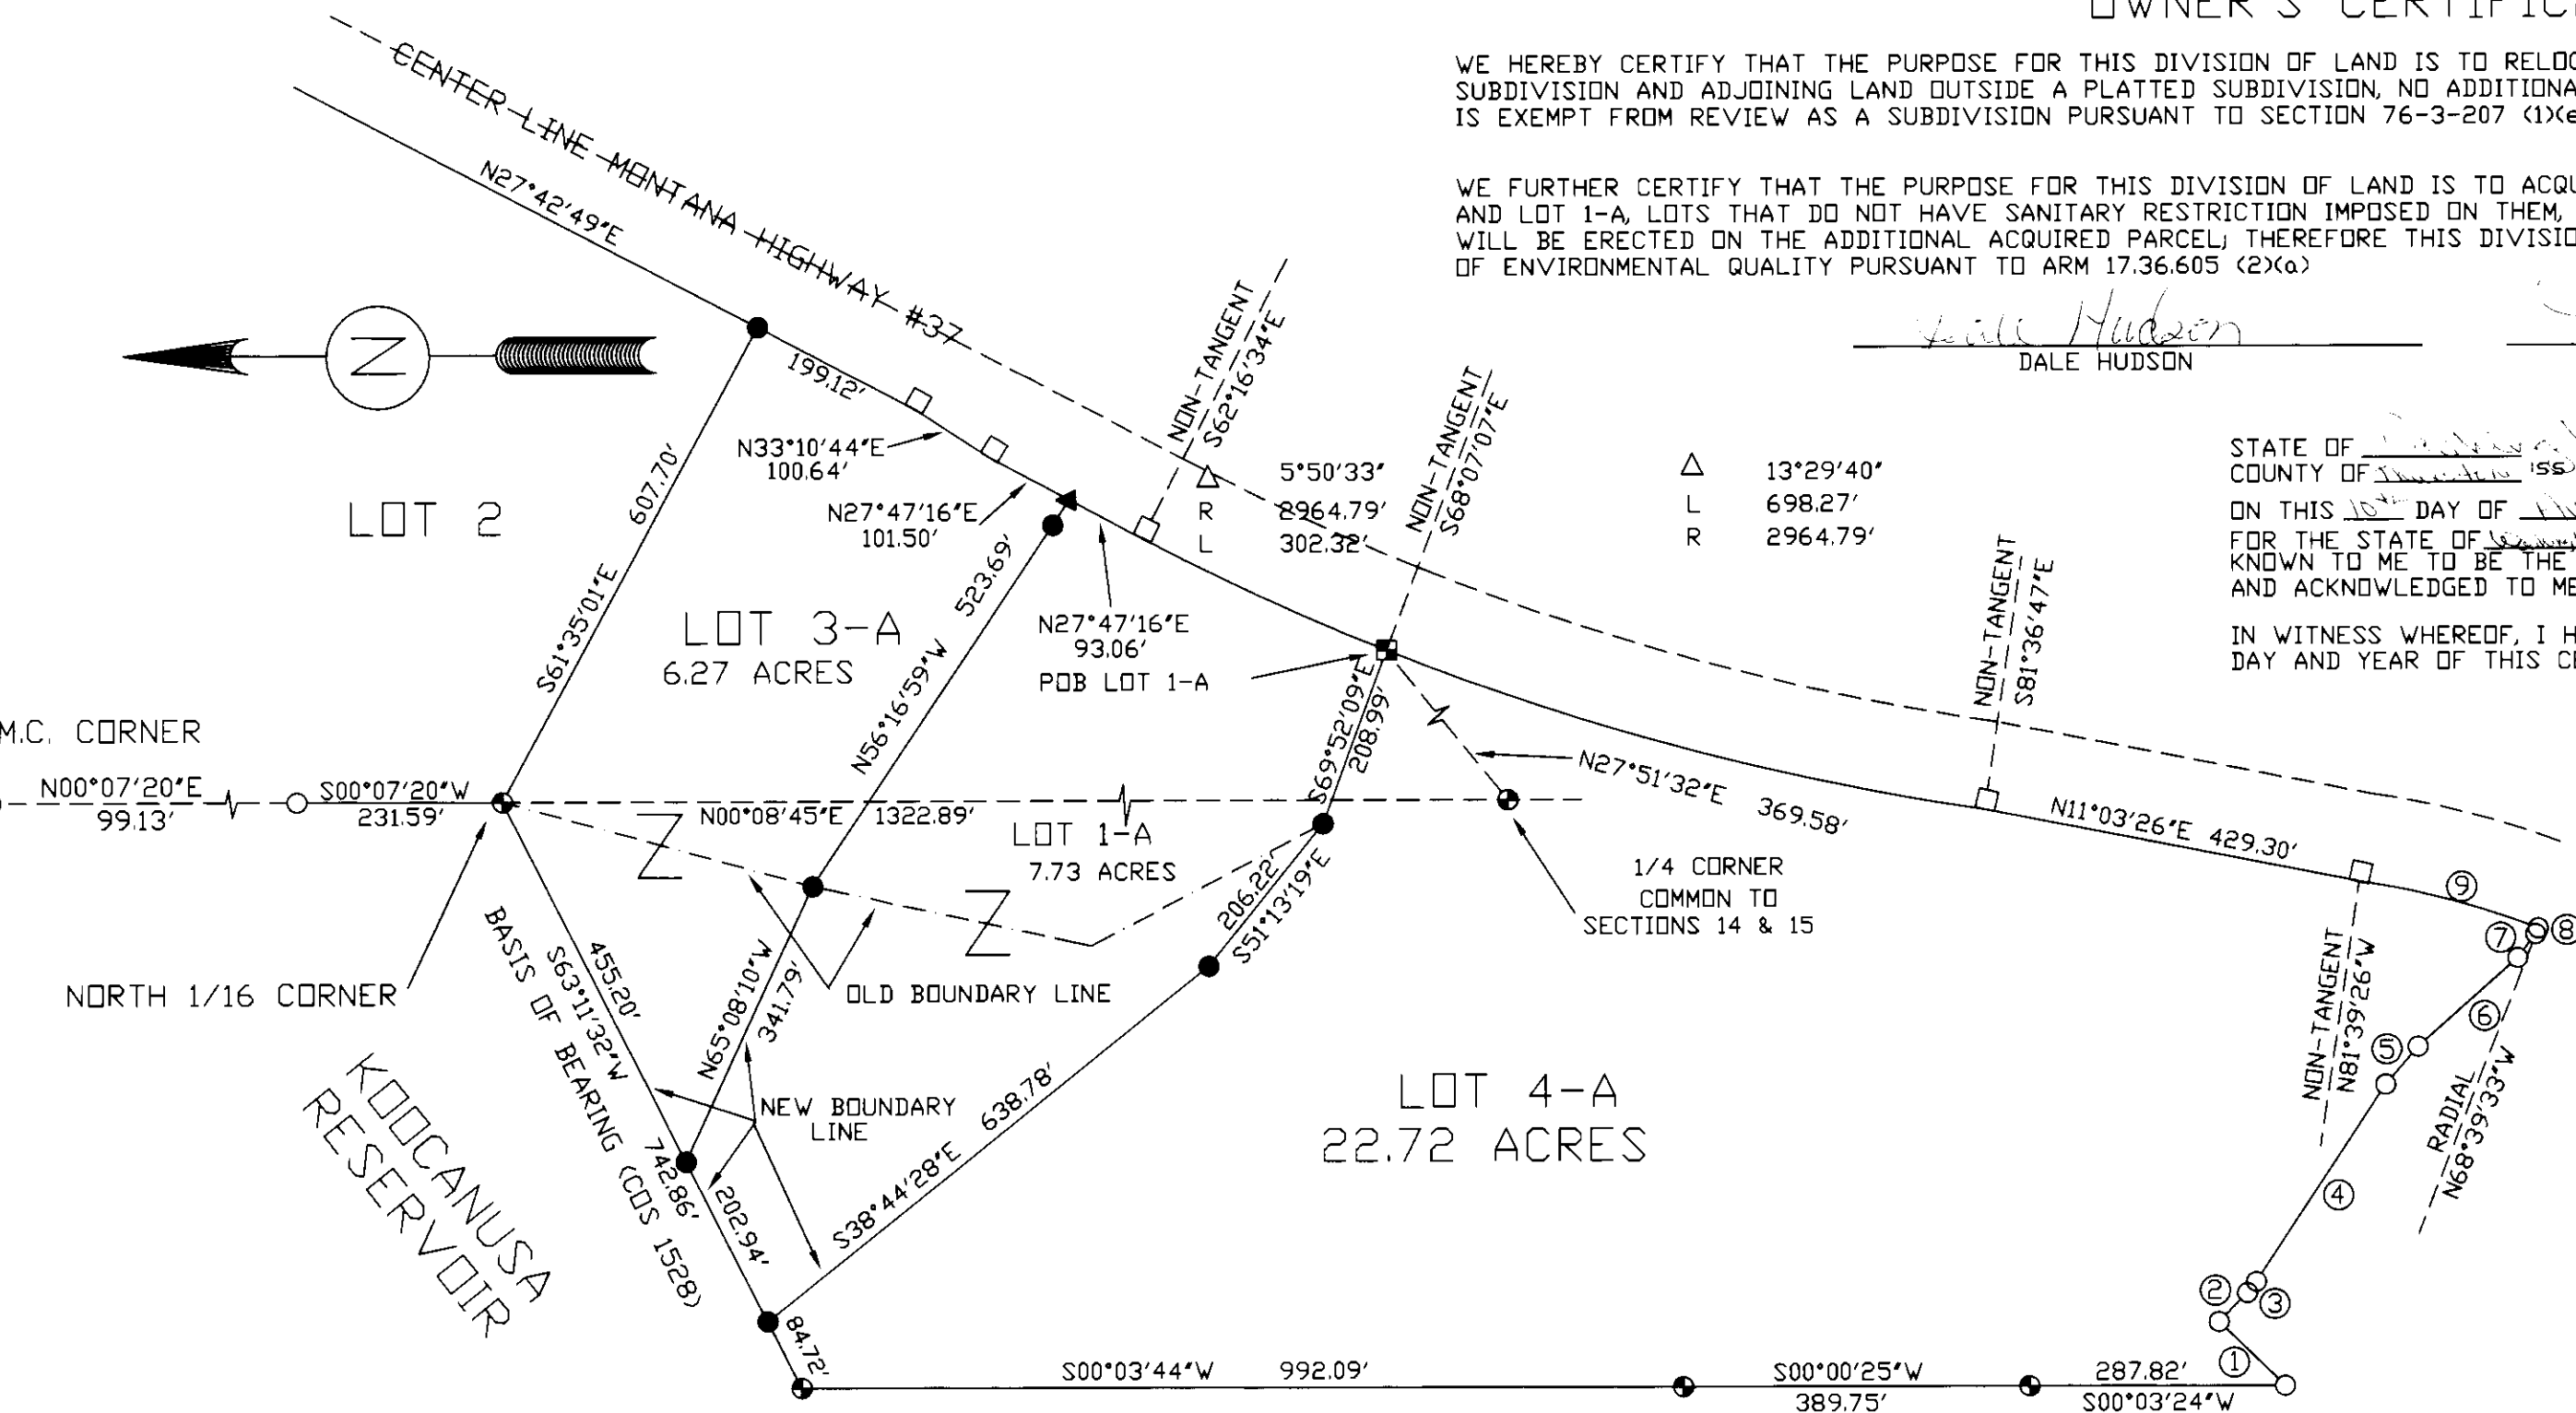 OWNER'S CERTIFIC
WE HEREBY CERTIFY THAT THE PURPOSE FOR THIS DIVISION OF LAND IS TO RELOC
SUBDIVISION AND ADJOINING LAND OUTSIDE A PLATTED SUBDIVISION, NO ADDITIONA
IS EXEMPT FROM REVIEW AS A SUBDIVISION PURSUANT TO SECTION 76-3-207 (1)(e
WE FURTHER CERTIFY THAT THE PURPOSE FOR THIS DIVISION OF LAND IS TO ACQU
AND LOT 1-A, LOTS THAT DO NOT HAVE SANITARY RESTRICTION IMPOSED ON THEM,
WILL BE ERECTED ON THE ADDITIONAL ACQUIRED PARCEL; THEREFORE THIS DIVISIO
OF ENVIRONMENTAL QUALITY PURSUANT TO ARM 17.36.605 (2)(a)
Hudson
DALE HUDSON
STATE OF
COUNTY OF SS
ON THIS 10th DAY OF
FOR THE STATE OF
KNOWN TO ME TO BE THE
AND ACKNOWLEDGED TO ME
IN WITNESS WHEREOF, I H
DAY AND YEAR OF THIS CE
CENTER LINE MONTANA HIGHWAY #37
N27°42'49"E
199.12'
Z
N33°10'44"E
100.64'
N27°47'16"E
101.50'
NON-TANGENT
S62°16'34"E
Δ 5°50'33"
R 2964.79'
L 302.32'
NON-TANGENT
S68°07'07"E
Δ 13°29'40"
L 698.27'
R 2964.79'
NON-TANGENT
S81°36'47"E
LOT 2
607.70'
S61°35'01"E
LOT 3-A
6.27 ACRES
N56°16'59"W 523.69'
N27°47'16"E
93.06'
POB LOT 1-A
S69°52'09"E
208.99'
N27°51'32"E 369.58'
N11°03'26"E 429.30'
M.C. CORNER
N00°07'20"E
99.13'
S00°07'20"W
231.59'
N00°08'45"E 1322.89'
LOT 1-A
7.73 ACRES
206.22'
S51°13'19"E
1/4 CORNER
COMMON TO
SECTIONS 14 & 15
NORTH 1/16 CORNER
455.20'
S63°11'32"W
742.86'
BASIS OF BEARING (COS 1528)
N65°08'10"W
341.79'
OLD BOUNDARY LINE
NEW BOUNDARY
LINE
202.94'
84.72'
S38°44'28"E 638.78'
KOOCANUSA
RESERVOIR
LOT 4-A
22.72 ACRES
NON-TANGENT
N81°39'26"W
RADIAL
N68°39'33"W
9
8
7
6
5
4
3
2
1
S00°03'44"W 992.09'
S00°00'25"W
389.75'
287.82'
S00°03'24"W